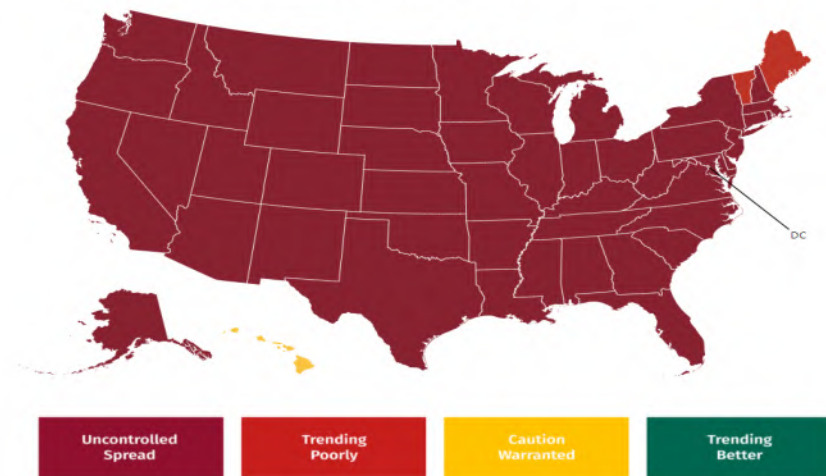 DC
Uncontrolled
Spread
Trending
Poorly
Caution
Warranted
Trending
Better